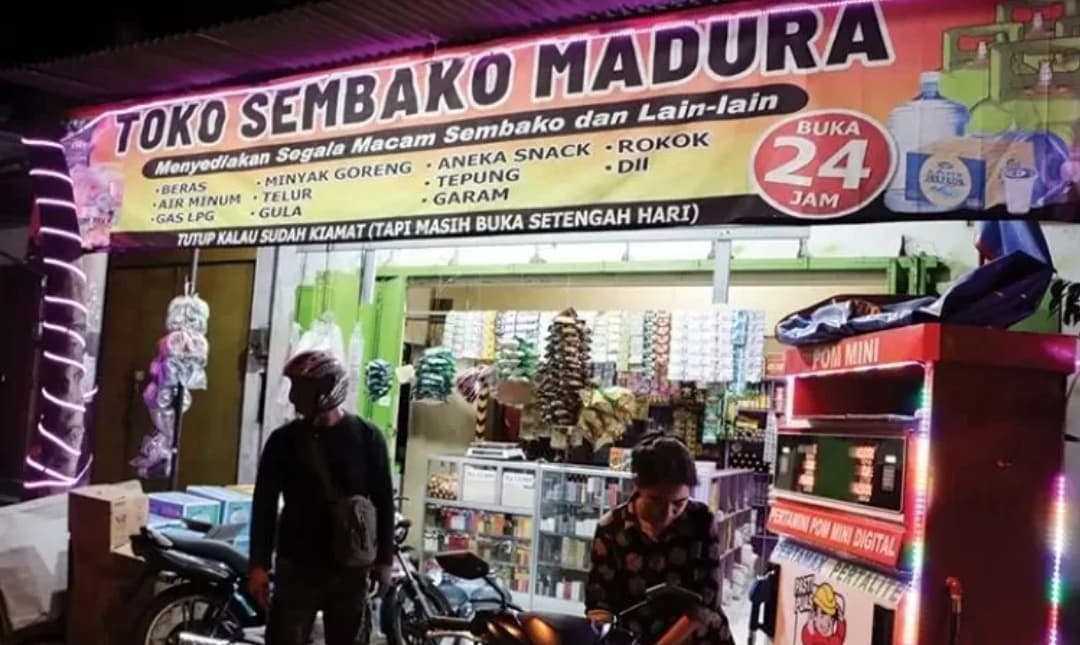 TOKO SEMBAKO MADURA
Menyediakan Segala Macam Sembako dan Lain-lain
•BERAS
•AIR MINUM
•GAS LPG
•MINYAK GORENG
•TELUR
•GULA
•ANEKA SNACK
•TEPUNG
•GARAM
•ROKOK
•Dll
BUKA
24
JAM
TUTUP KALAU SUDAH KIAMAT (TAPI MASIH BUKA SETENGAH HARI)
POM MINI
PERTAMINI POM MINI DIGITAL
PERTALITE
PASTI
PAS!